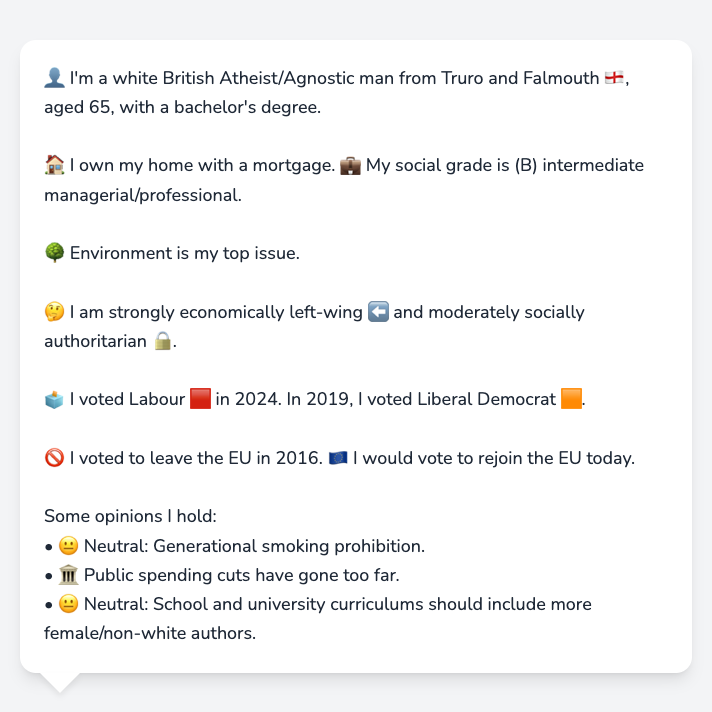 👤 I'm a white British Atheist/Agnostic man from Truro and Falmouth 🏴󠁧󠁢󠁥󠁮󠁧󠁿,
aged 65, with a bachelor's degree.
🏠 I own my home with a mortgage. 💼 My social grade is (B) intermediate
managerial/professional.
🌳 Environment is my top issue.
🤔 I am strongly economically left-wing ⬅️ and moderately socially
authoritarian 🔒.
🗳️ I voted Labour 🟥 in 2024. In 2019, I voted Liberal Democrat 🟧.
🚫 I voted to leave the EU in 2016. 🇪🇺 I would vote to rejoin the EU today.
Some opinions I hold:
• 😐 Neutral: Generational smoking prohibition.
• 🏛️ Public spending cuts have gone too far.
• 😐 Neutral: School and university curriculums should include more
female/non-white authors.